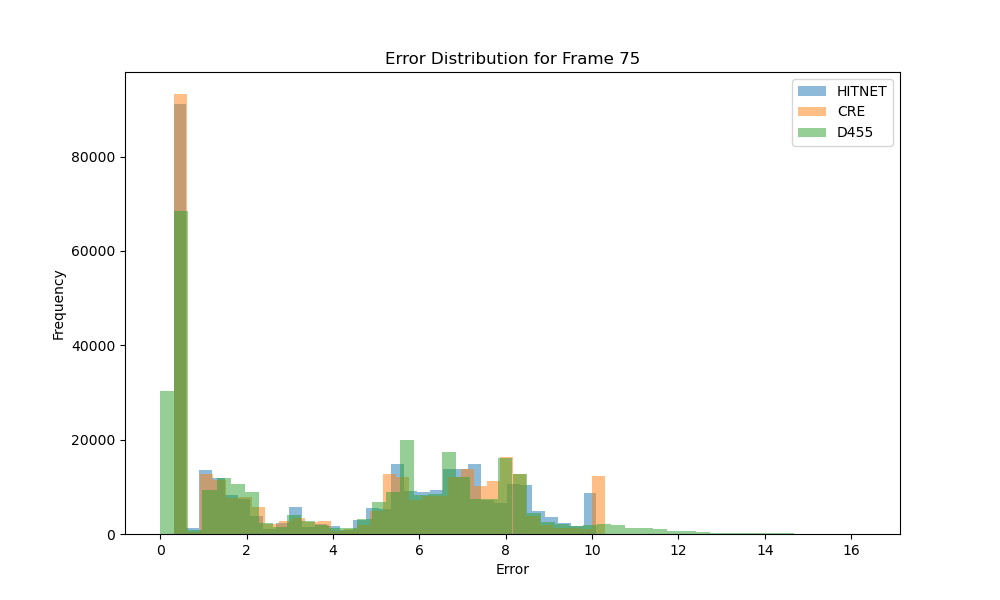 Error Distribution for Frame 75
HITNET
CRE
D455
Frequency
80000
60000
40000
20000
0
0 2 4 6 8 10 12 14 16
Error